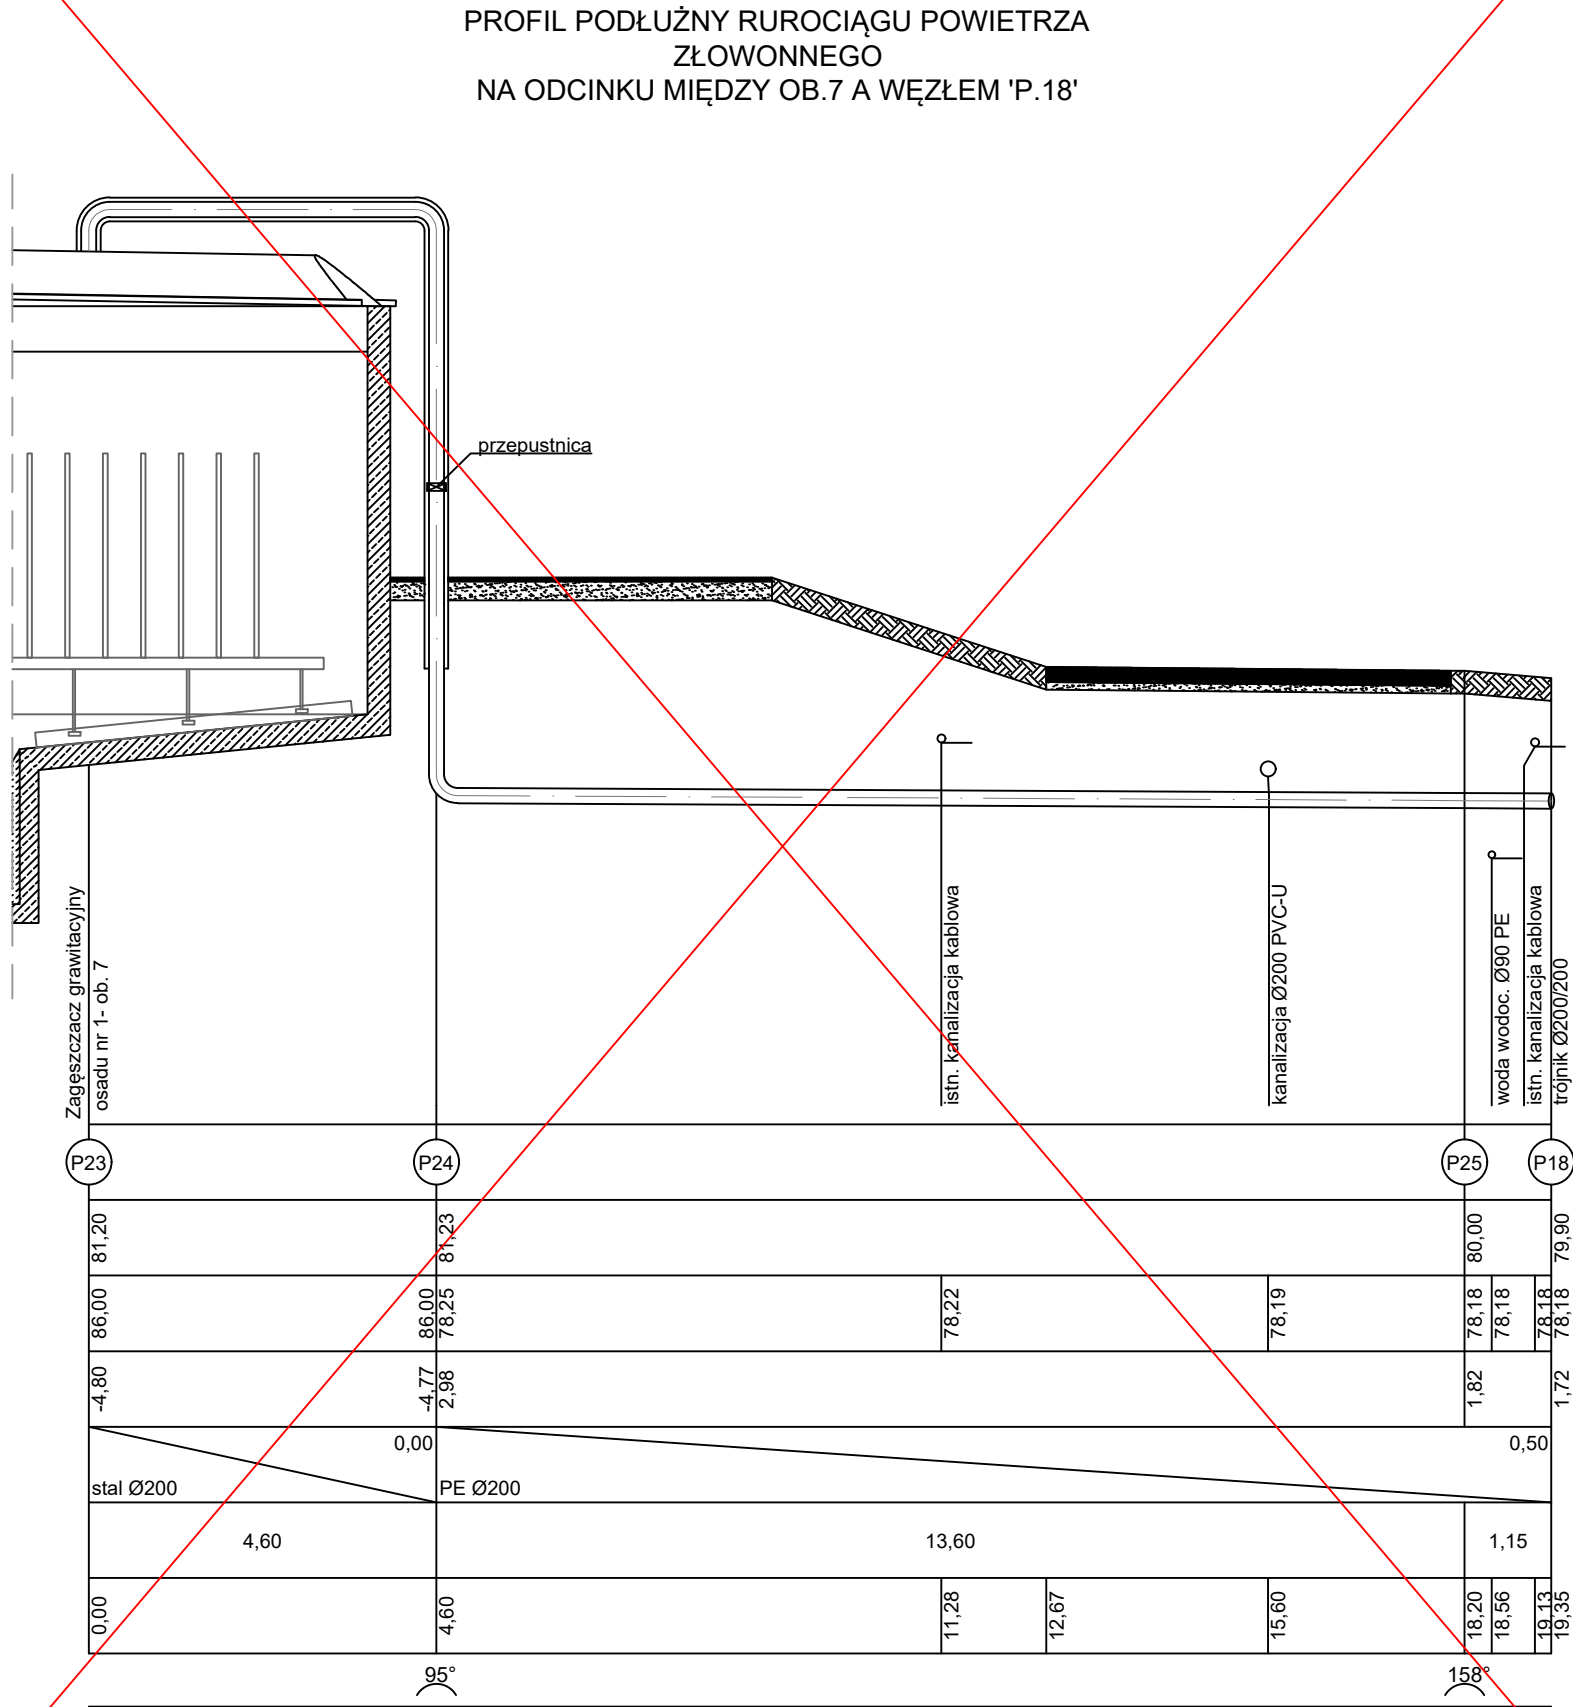 PROFIL PODŁUŻNY RUROCIĄGU POWIETRZA
ZŁOWONNEGO
NA ODCINKU MIĘDZY OB.7 A WĘZŁEM 'P.18'
przepustnica
Zagęszczacz grawitacyjny
osadu nr 1- ob. 7
istn. kanalizacja kablowa
kanalizacja Ø200 PVC-U
woda wodoc. Ø90 PE
istn. kanalizacja kablowa
trójnik Ø200/200
P23
P24
P25
P18
81,20
81,23
80,00
79,90
86,00
86,00
78,25
78,22
78,19
78,18
78,18
78,18
78,18
-4,80
-4,77
2,98
1,82
1,72
0,00
0,50
stal Ø200
PE Ø200
4,60
13,60
1,15
0,00
4,60
11,28
12,67
15,60
18,20
18,56
19,13
19,35
95°
158°